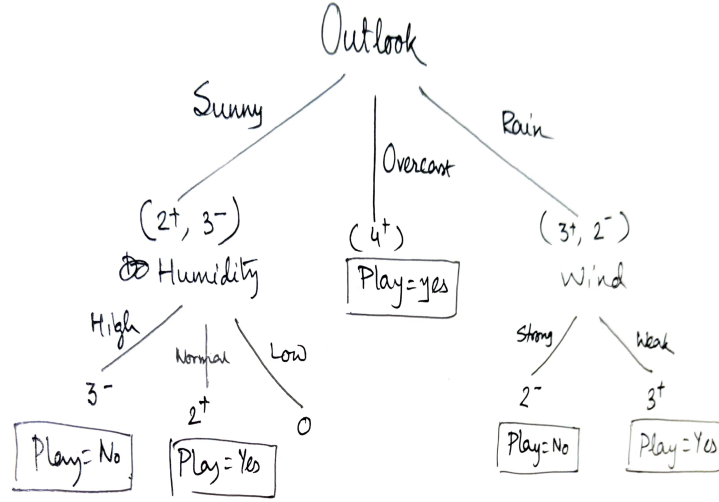 Outlook
Sunny
Overcast
Rain
(2+, 3-)
(4+)
(3+, 2-)
Humidity
Play=yes
Wind
High
Normal
Low
Strong
Weak
3-
2+
0
2-
3+
Play=No
Play=Yes
Play=No
Play=Yes